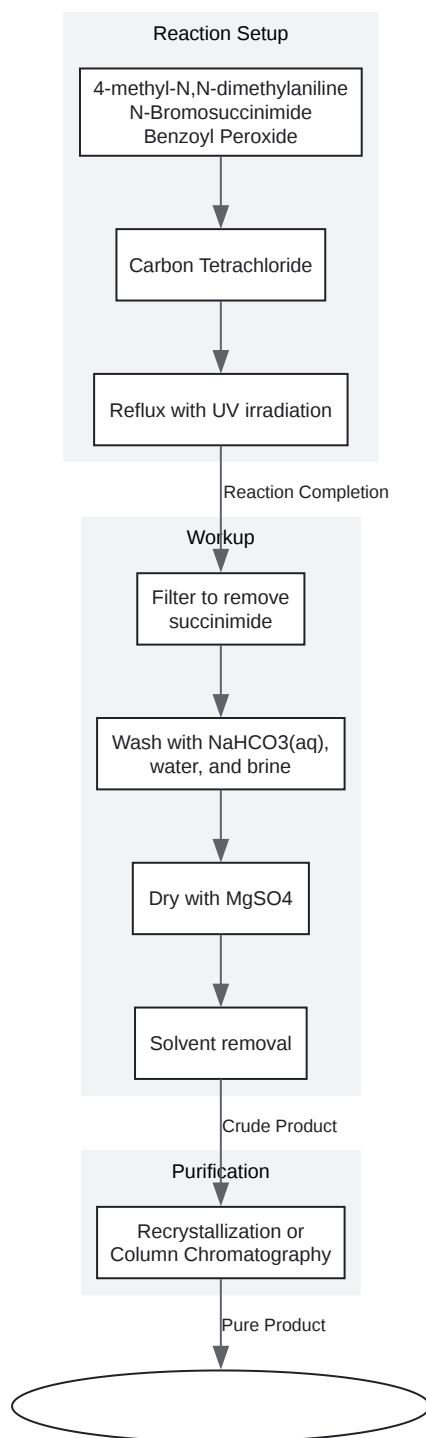 Reaction Setup
4-methyl-N,N-dimethylaniline
N-Bromosuccinimide
Benzoyl Peroxide
Carbon Tetrachloride
Reflux with UV irradiation
Reaction Completion
Workup
Filter to remove
succinimide
Wash with NaHCO3(aq),
water, and brine
Dry with MgSO4
Solvent removal
Crude Product
Purification
Recrystallization or
Column Chromatography
Pure Product